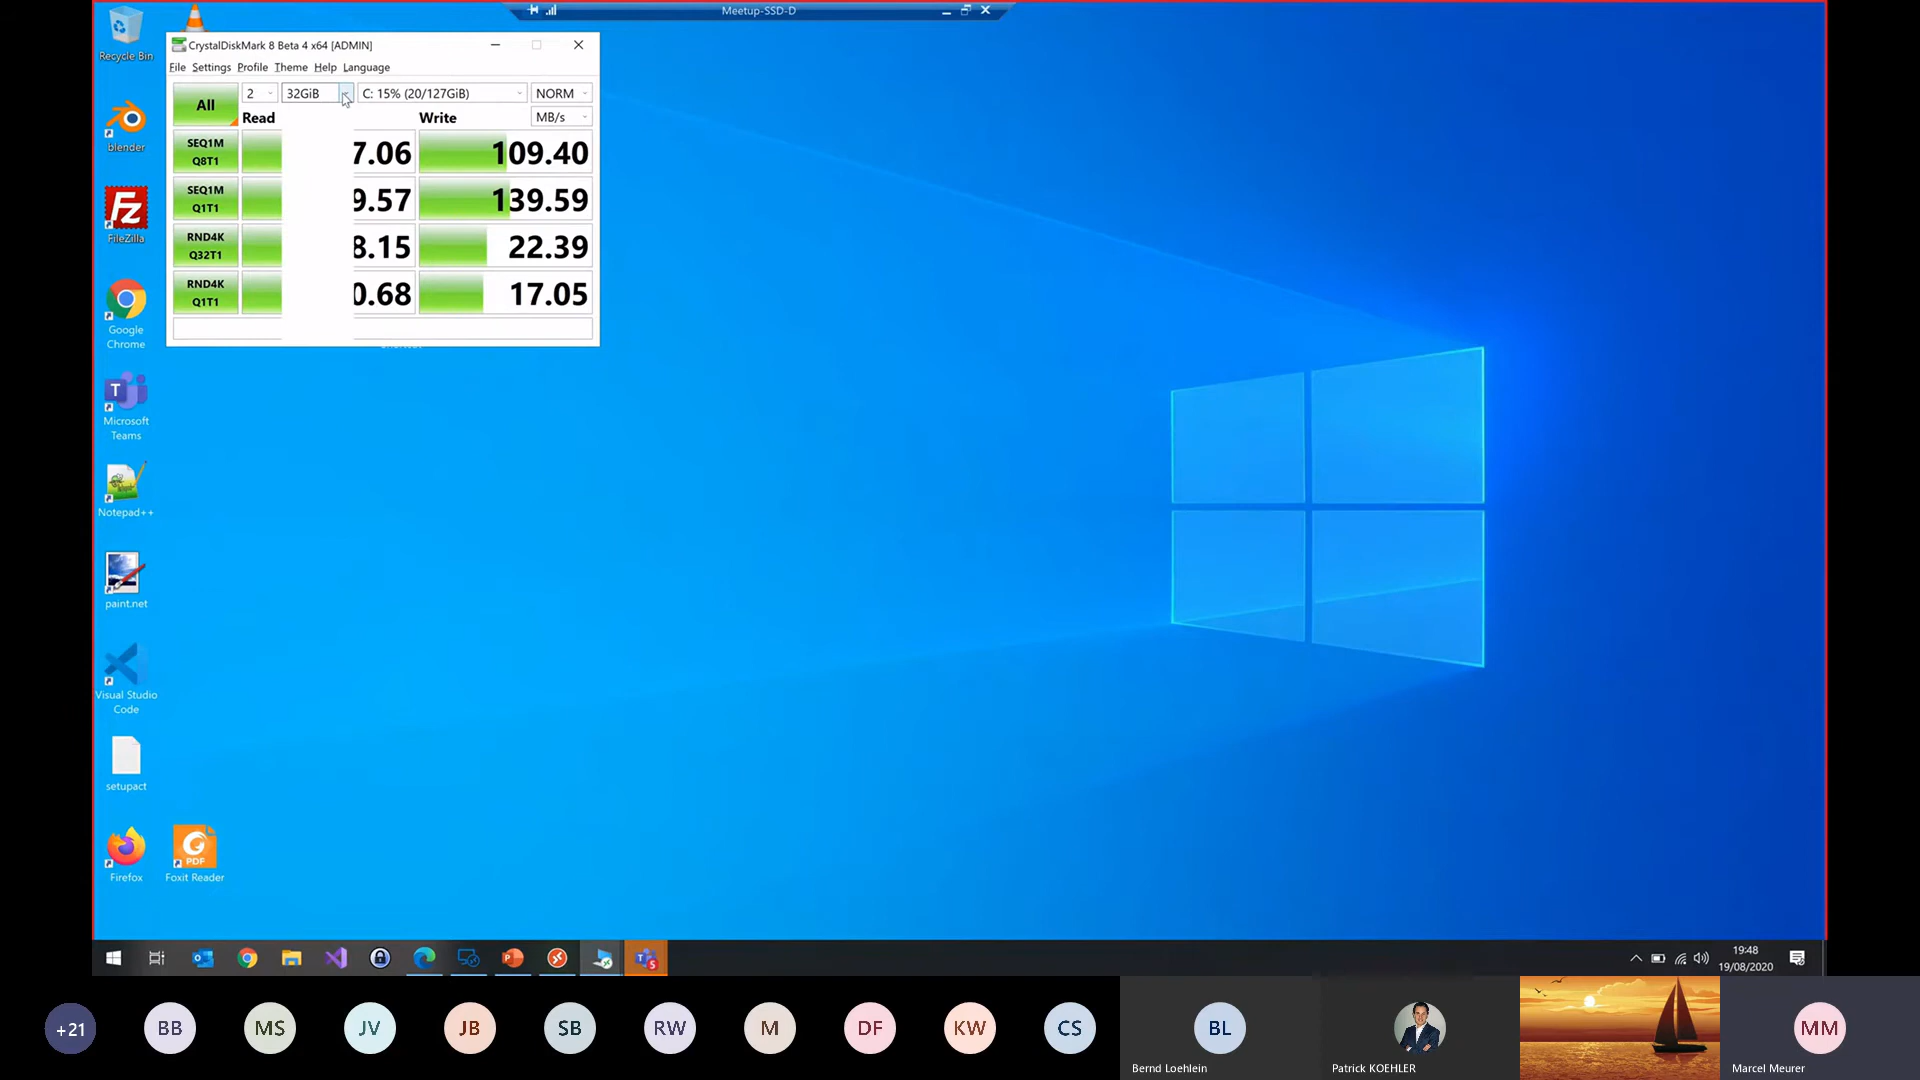 Meetup-SSD-D
Recycle Bin
CrystalDiskMark 8 Beta 4 x64 [ADMIN]
File Settings Profile Theme Help Language
All
2
32GiB
C: 15% (20/127GiB)
NORM
Read
Write
MB/s
SEQ1M
Q8T1
7.06
109.40
SEQ1M
Q1T1
9.57
139.59
RND4K
Q32T1
8.15
22.39
RND4K
Q1T1
0.68
17.05
blender
FileZilla
Google
Chrome
Microsoft
Teams
Notepad++
paint.net
Visual Studio
Code
setupact
Firefox
PDF
Foxit Reader
19:48
19/08/2020
+21
BB
MS
JV
JB
SB
RW
M
DF
KW
CS
BL
MM
Bernd Loehlein
Patrick KOEHLER
Marcel Meurer